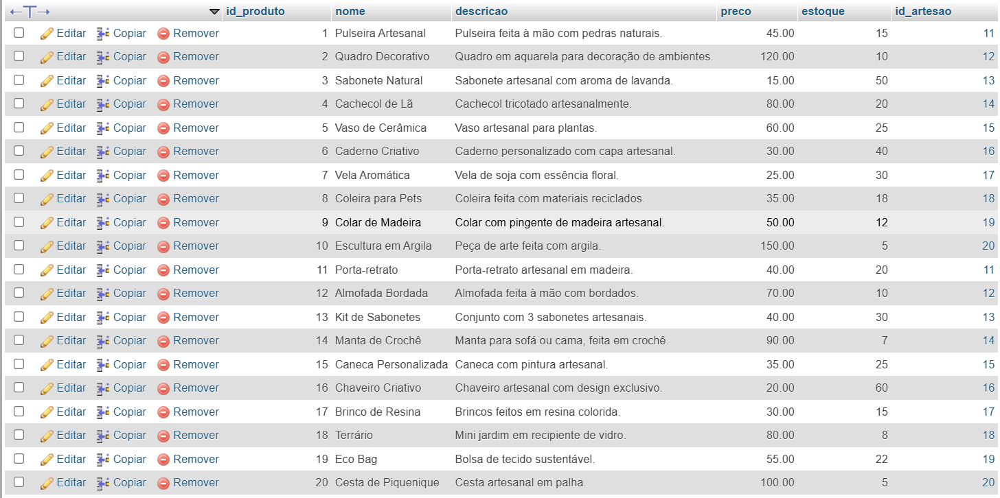 id_produto nome descricao preco estoque id_artesao
Editar Copiar Remover 1 Pulseira Artesanal Pulseira feita à mão com pedras naturais. 45.00 15 11
Editar Copiar Remover 2 Quadro Decorativo Quadro em aquarela para decoração de ambientes. 120.00 10 12
Editar Copiar Remover 3 Sabonete Natural Sabonete artesanal com aroma de lavanda. 15.00 50 13
Editar Copiar Remover 4 Cachecol de Lã Cachecol tricotado artesanalmente. 80.00 20 14
Editar Copiar Remover 5 Vaso de Cerâmica Vaso artesanal para plantas. 60.00 25 15
Editar Copiar Remover 6 Caderno Criativo Caderno personalizado com capa artesanal. 30.00 40 16
Editar Copiar Remover 7 Vela Aromática Vela de soja com essência floral. 25.00 30 17
Editar Copiar Remover 8 Coleira para Pets Coleira feita com materiais reciclados. 35.00 18 18
Editar Copiar Remover 9 Colar de Madeira Colar com pingente de madeira artesanal. 50.00 12 19
Editar Copiar Remover 10 Escultura em Argila Peça de arte feita com argila. 150.00 5 20
Editar Copiar Remover 11 Porta-retrato Porta-retrato artesanal em madeira. 40.00 20 11
Editar Copiar Remover 12 Almofada Bordada Almofada feita à mão com bordados. 70.00 10 12
Editar Copiar Remover 13 Kit de Sabonetes Conjunto com 3 sabonetes artesanais. 40.00 30 13
Editar Copiar Remover 14 Manta de Crochê Manta para sofá ou cama, feita em crochê. 90.00 7 14
Editar Copiar Remover 15 Caneca Personalizada Caneca com pintura artesanal. 35.00 25 15
Editar Copiar Remover 16 Chaveiro Criativo Chaveiro artesanal com design exclusivo. 20.00 60 16
Editar Copiar Remover 17 Brinco de Resina Brincos feitos em resina colorida. 30.00 15 17
Editar Copiar Remover 18 Terrário Mini jardim em recipiente de vidro. 80.00 8 18
Editar Copiar Remover 19 Eco Bag Bolsa de tecido sustentável. 55.00 22 19
Editar Copiar Remover 20 Cesta de Piquenique Cesta artesanal em palha. 100.00 5 20